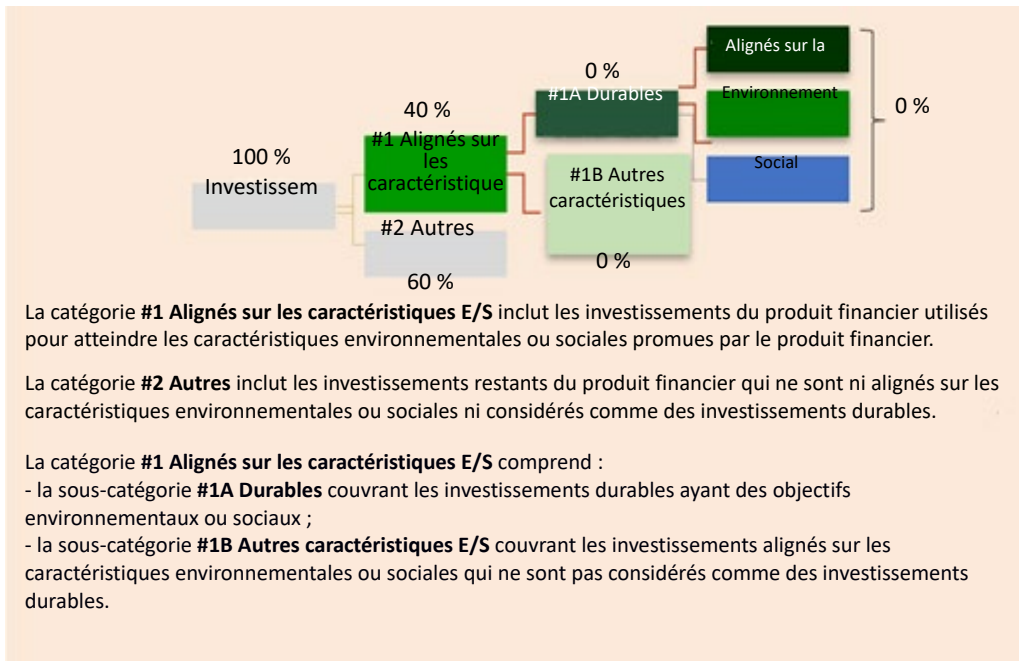 100 %
Investissem
40 %
#1 Alignés sur
les
caractéristique
#2 Autres
60 %
0 %
#1A Durables
#1B Autres
caractéristiques
0 %
Alignés sur la
Environnement
Social
0 %
La catégorie #1 Alignés sur les caractéristiques E/S inclut les investissements du produit financier utilisés
pour atteindre les caractéristiques environnementales ou sociales promues par le produit financier.
La catégorie #2 Autres inclut les investissements restants du produit financier qui ne sont ni alignés sur les
caractéristiques environnementales ou sociales ni considérés comme des investissements durables.
La catégorie #1 Alignés sur les caractéristiques E/S comprend :
- la sous-catégorie #1A Durables couvrant les investissements durables ayant des objectifs
environnementaux ou sociaux ;
- la sous-catégorie #1B Autres caractéristiques E/S couvrant les investissements alignés sur les
caractéristiques environnementales ou sociales qui ne sont pas considérés comme des investissements
durables.